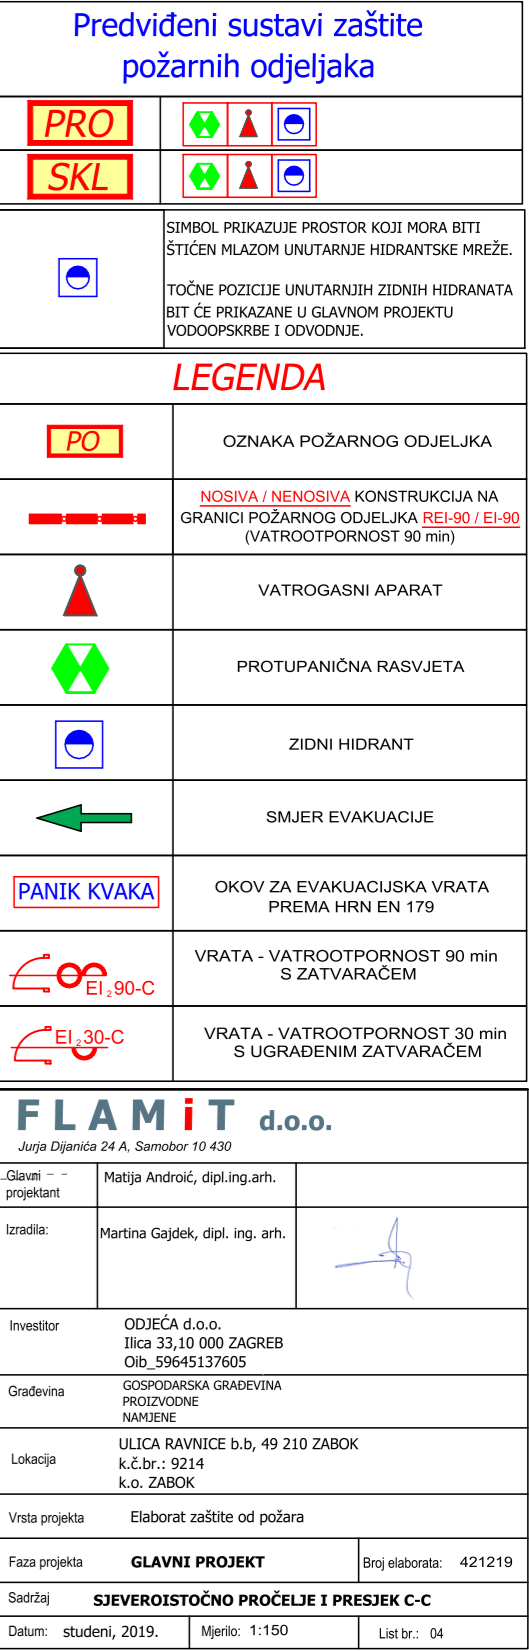 Predviđeni sustavi zaštite
požarnih odjeljaka
PRO
SKL
SIMBOL PRIKAZUJE PROSTOR KOJI MORA BITI
ŠTIĆEN MLAZOM UNUTARNJE HIDRANTSKE MREŽE.
TOČNE POZICIJE UNUTARNJIH ZIDNIH HIDRANATA
BIT ĆE PRIKAZANE U GLAVNOM PROJEKTU
VODOOPSKRBE I ODVODNJE.
LEGENDA
PO
OZNAKA POŽARNOG ODJELJKA
NOSIVA / NENOSIVA KONSTRUKCIJA NA
GRANICI POŽARNOG ODJELJKA REI-90 / EI-90
(VATROOTPORNOST 90 min)
VATROGASNI APARAT
PROTUPANIČNA RASVJETA
ZIDNI HIDRANT
SMJER EVAKUACIJE
PANIK KVAKA
OKOV ZA EVAKUACIJSKA VRATA
PREMA HRN EN 179
EI 2 90-C
VRATA - VATROOTPORNOST 90 min
S ZATVARAČEM
EI 2 30-C
VRATA - VATROOTPORNOST 30 min
S UGRAĐENIM ZATVARAČEM
FLAMiT d.o.o.
Jurja Dijanića 24 A, Samobor 10 430
Glavni
projektant
Matija Androić, dipl.ing.arh.
Izradila:
Martina Gajdek, dipl. ing. arh.
Investitor
ODJEĆA d.o.o.
Ilica 33,10 000 ZAGREB
Oib_59645137605
Građevina
GOSPODARSKA GRAĐEVINA
PROIZVODNE
NAMJENE
Lokacija
ULICA RAVNICE b.b, 49 210 ZABOK
k.č.br.: 9214
k.o. ZABOK
Vrsta projekta
Elaborat zaštite od požara
Faza projekta
GLAVNI PROJEKT
Broj elaborata: 421219
Sadržaj
SJEVEROISTOČNO PROČELJE I PRESJEK C-C
Datum: studeni, 2019.
Mjerilo: 1:150
List br.: 04